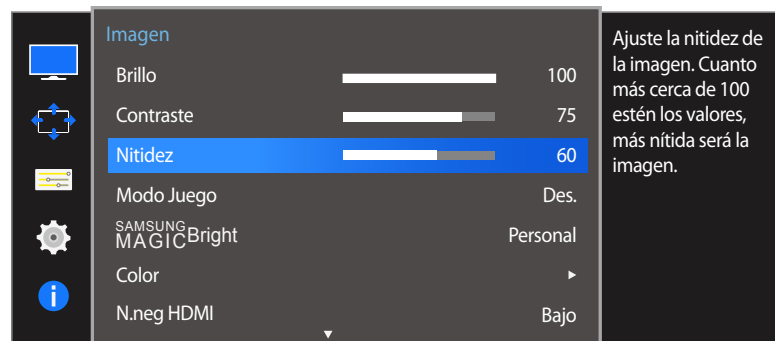 Imagen
Brillo 100
Contraste 75
Nitidez 60
Modo Juego Des.
SAMSUNG
MAGICBright Personal
Color
N.neg HDMI Bajo
Ajuste la nitidez de
la imagen. Cuanto
más cerca de 100
estén los valores,
más nítida será la
imagen.